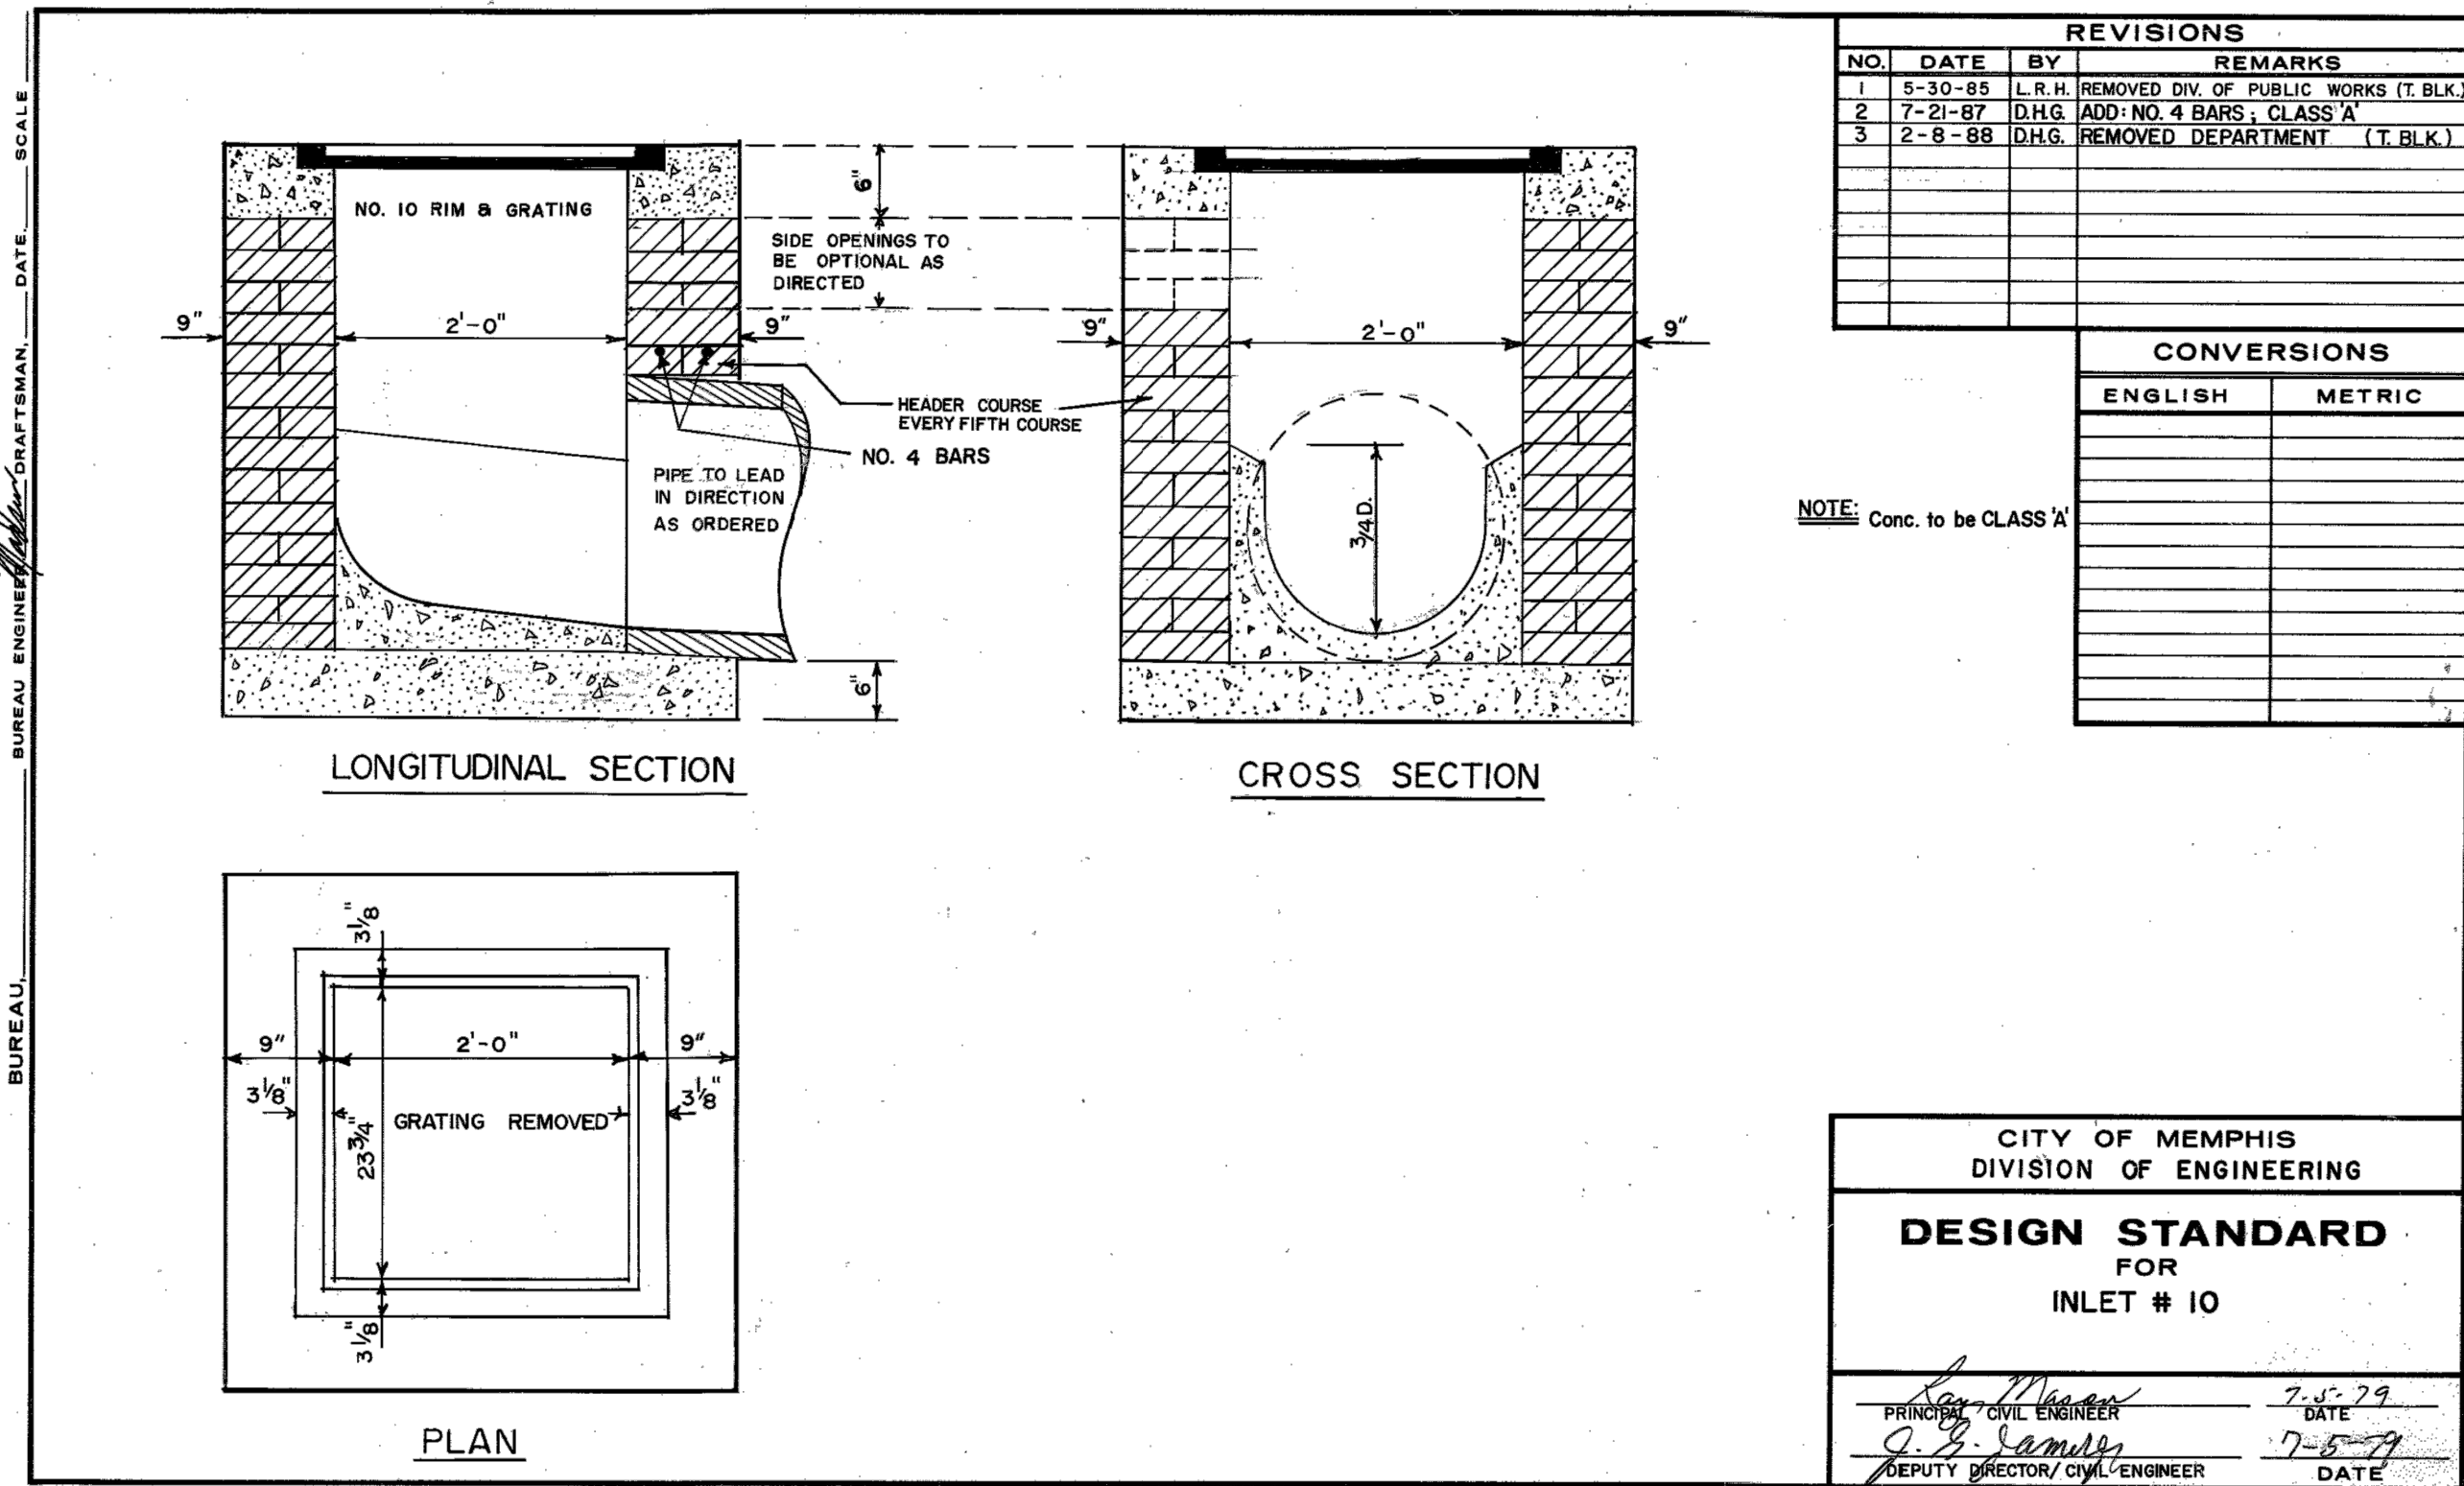 REVISIONS
NO. DATE BY REMARKS
1 5-30-85 L.R.H. REMOVED DIV. OF PUBLIC WORKS (T. BLK.)
2 7-21-87 D.H.G. ADD: NO. 4 BARS; CLASS 'A'
3 2-8-88 D.H.G. REMOVED DEPARTMENT (T. BLK.)
CONVERSIONS
ENGLISH METRIC
NOTE: Conc. to be CLASS 'A'
NO. 10 RIM & GRATING
6"
SIDE OPENINGS TO
BE OPTIONAL AS
DIRECTED
9" 2'-0" 9"
HEADER COURSE
EVERY FIFTH COURSE
NO. 4 BARS
PIPE TO LEAD
IN DIRECTION
AS ORDERED
6"
LONGITUDINAL SECTION
9" 2'-0" 9"
3/4 D.
CROSS SECTION
3 1/8"
9" 2'-0" 9"
3 1/8" 3 1/8"
GRATING REMOVED
23 3/4"
3 1/8"
PLAN
CITY OF MEMPHIS
DIVISION OF ENGINEERING
DESIGN STANDARD
FOR
INLET # 10
Ray Mason 7-5-79
PRINCIPAL CIVIL ENGINEER DATE
7-5-79
DEPUTY DIRECTOR/ CIVIL ENGINEER DATE
BUREAU, BUREAU ENGINEER DRAFTSMAN, DATE. SCALE